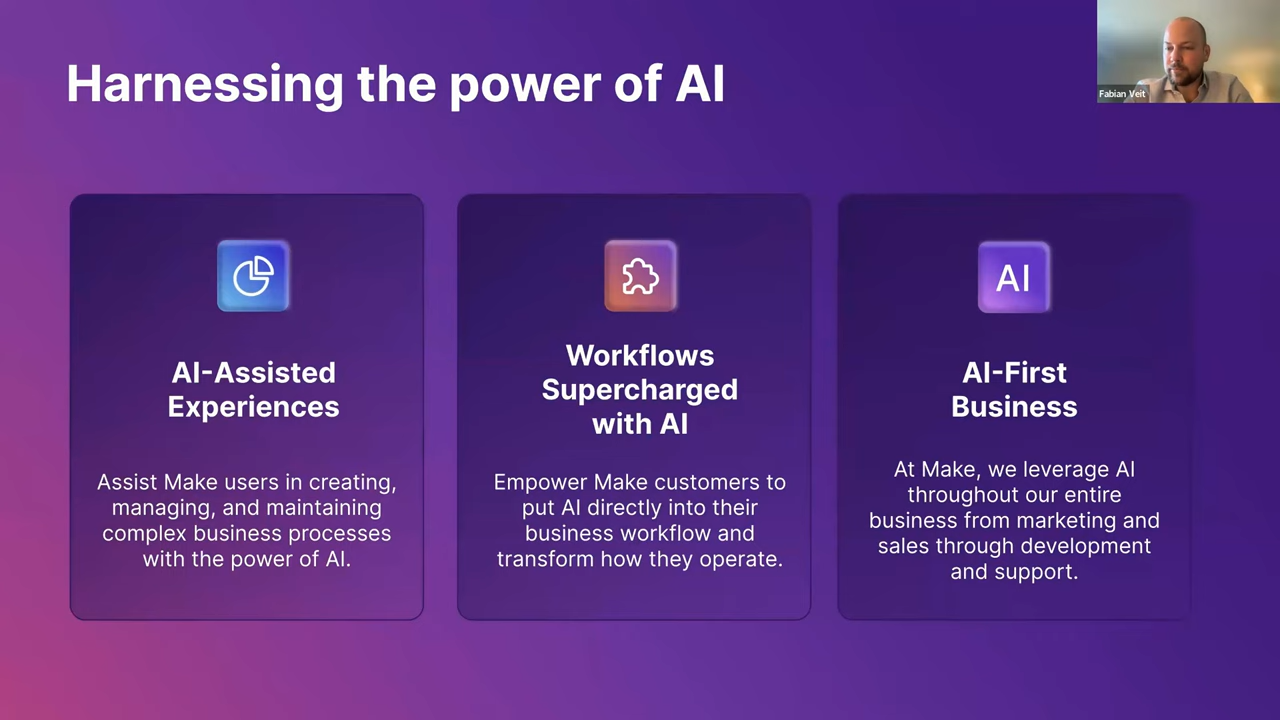 Harnessing the power of AI
Fabian Veit
AI-Assisted
Experiences
Assist Make users in creating,
managing, and maintaining
complex business processes
with the power of AI.
Workflows
Supercharged
with AI
Empower Make customers to
put AI directly into their
business workflow and
transform how they operate.
AI
AI-First
Business
At Make, we leverage AI
throughout our entire
business from marketing and
sales through development
and support.